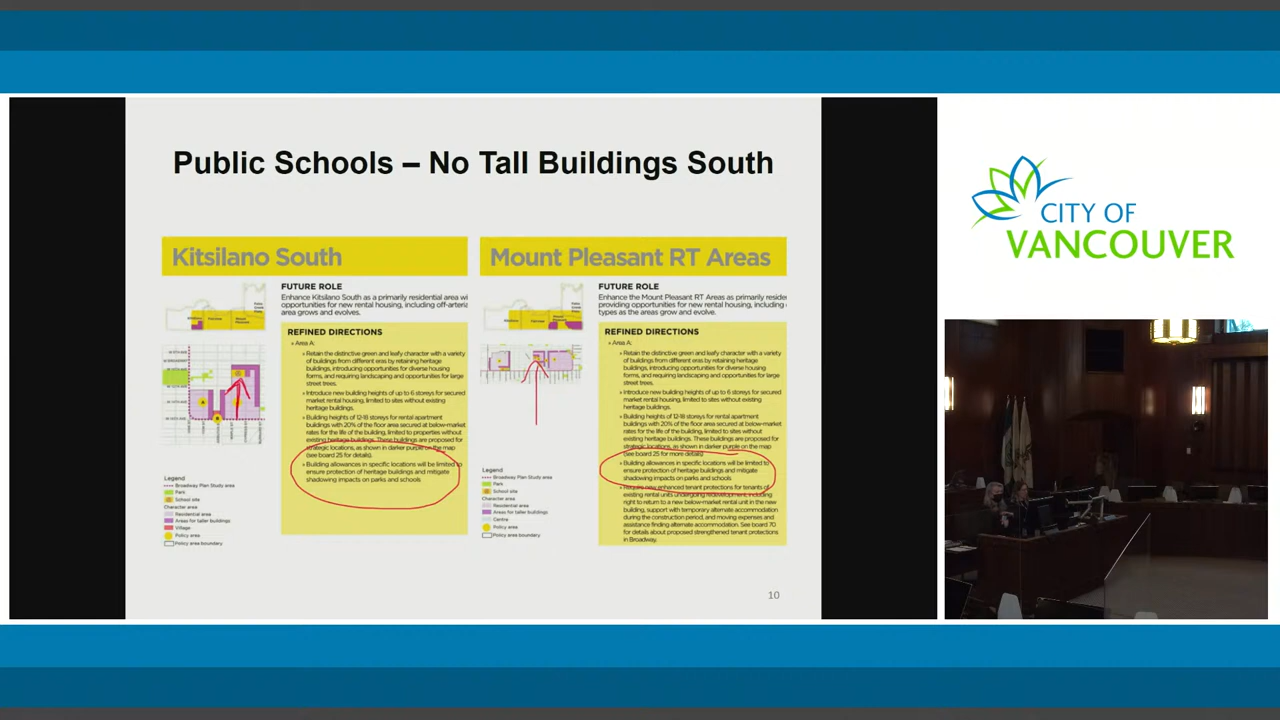 Public Schools – No Tall Buildings South
Kitsilano South
FUTURE ROLE
Enhance Kitsilano South as a primarily residential area wi
opportunities for new rental housing, including off-arteria
area grows and evolve.
REFINED DIRECTIONS
» Area A:
» Retain the distinctive green and leafy character with a variety
of buildings from different eras by retaining heritage
buildings, introducing opportunities for diverse housing
forms, and requiring landscaping and opportunities for large
street trees.
» Introduce new building heights of up to 6 storeys for secured
market rental housing, limited to sites without existing
heritage buildings.
» Building heights of 12-18 storeys for rental apartment
buildings with 20% of the floor area secured at below-market
rates for the life of the building, limited to properties without
existing heritage buildings. These buildings are proposed for
strategic locations, as shown in darker purple on the map
(see board 25 for details).
» Building allowances in specific locations will be limited to
ensure protection of heritage buildings and mitigate
shadowing impacts on parks and schools
Legend
Broadway Plan Study area
Park
School site
Character area
Residential area
Areas for taller buildings
Village
Policy area
Policy area boundary
Mount Pleasant RT Areas
FUTURE ROLE
Enhance the Mount Pleasant RT Areas as primarily reside
providing opportunities for new rental housing, including
types as the areas grow and evolve.
REFINED DIRECTIONS
» Area A:
» Retain the distinctive green and leafy character with a variety
of buildings from different eras by retaining heritage
buildings, introducing opportunities for diverse housing
forms, and requiring landscaping and opportunities for large
street trees.
» Introduce new building heights of up to 6 storeys for secured
market rental housing, limited to sites without existing
heritage buildings.
» Building heights of 12-18 storeys for rental apartment
buildings with 20% of the floor area secured at below-market
rates for the life of the building, limited to sites without
existing heritage buildings. These buildings are proposed for
strategic locations, as shown in darker purple on the map
(see board 25 for more details)
» Building allowances in specific locations will be limited to
ensure protection of heritage buildings and mitigate
shadowing impacts on parks and schools
» Require new enhanced tenant protections for tenants of
existing rental units undergoing redevelopment, including
right to return to a new below-market rental unit in the new
building, support with temporary alternate accommodation
during the construction period, and moving expenses and
assistance finding alternate accommodation. See board 70
for details about proposed strengthened tenant protections
in Broadway.
Legend
Broadway Plan Study area
Park
School site
Character area
Residential area
Areas for taller buildings
Centre
Policy area
Policy area boundary
10
CITY OF
VANCOUVER